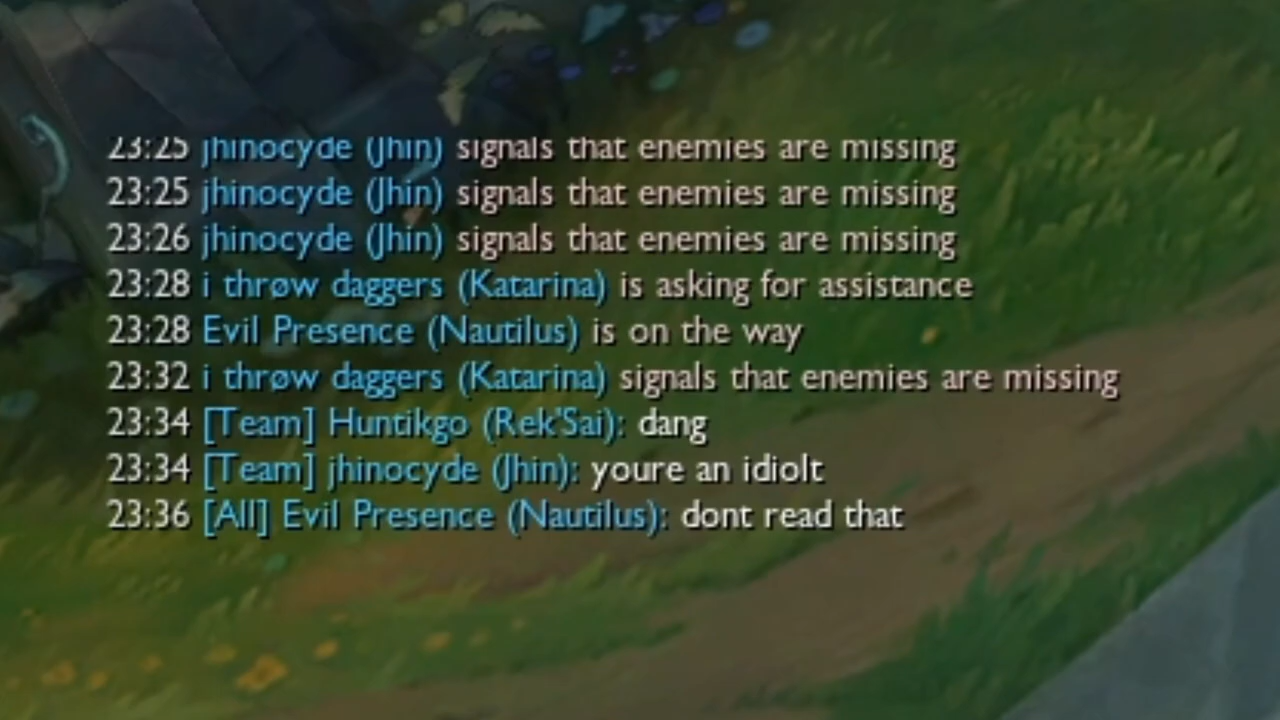 23:25 jhinocyde (Jhin) signals that enemies are missing
23:25 jhinocyde (Jhin) signals that enemies are missing
23:26 jhinocyde (Jhin) signals that enemies are missing
23:28 i thrøw daggers (Katarina) is asking for assistance
23:28 Evil Presence (Nautilus) is on the way
23:32 i thrøw daggers (Katarina) signals that enemies are missing
23:34 [Team] Huntikgo (Rek'Sai): dang
23:34 [Team] jhinocyde (Jhin): youre an idiolt
23:36 [All] Evil Presence (Nautilus): dont read that